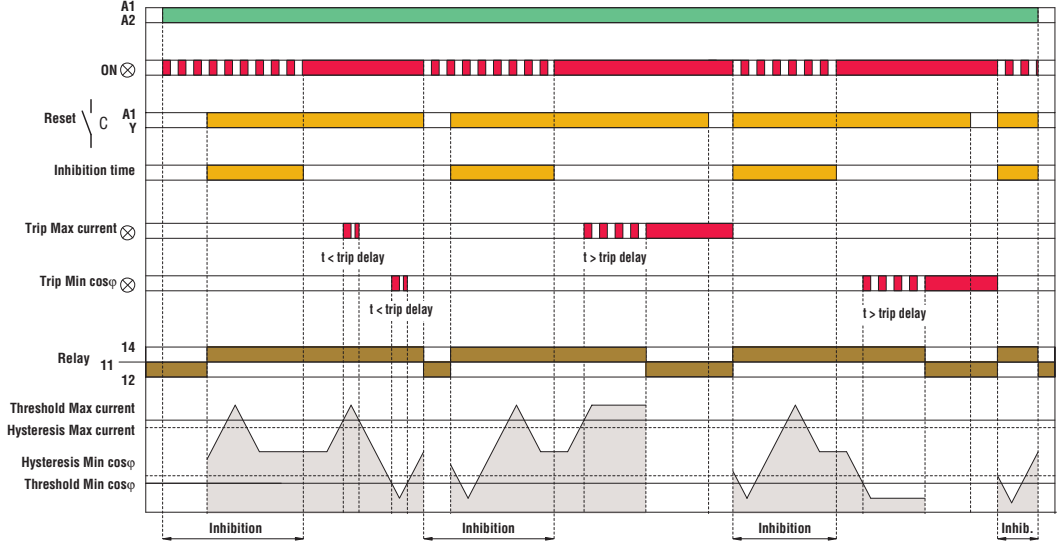 A1
A2
ON
Reset C A1
Y
Inhibition time
Trip Max current
t < trip delay t > trip delay
Trip Min cosφ
t < trip delay t > trip delay
Relay 14
11
12
Threshold Max current
Hysteresis Max current
Hysteresis Min cosφ
Threshold Min cosφ
Inhibition Inhibition Inhibition Inhib.